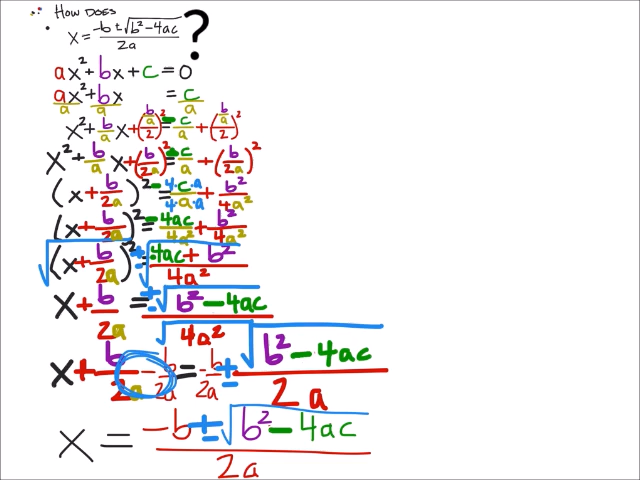 ∴ How Does
• x = -b ± √(b² - 4ac) / 2a ?
ax² + bx + c = 0
ax²/a + bx/a = c/a
x² + b/a x + ((b/a)/2)² = - c/a + ((b/a)/2)²
x² + b/a x + (b/2a)² = - c/a + (b/2a)²
(x + b/2a)² = - 4·c·a/4·a·a + b²/4a²
(x + b/2a)² = - 4ac/4a² + b²/4a²
√(x + b/2a)² = ± √(-4ac + b² / 4a²)
x + b/2a = ± √(b² - 4ac) / √4a²
x + b/2a - b/2a = - b/2a ± √(b² - 4ac) / 2a
x = -b ± √(b² - 4ac) / 2a